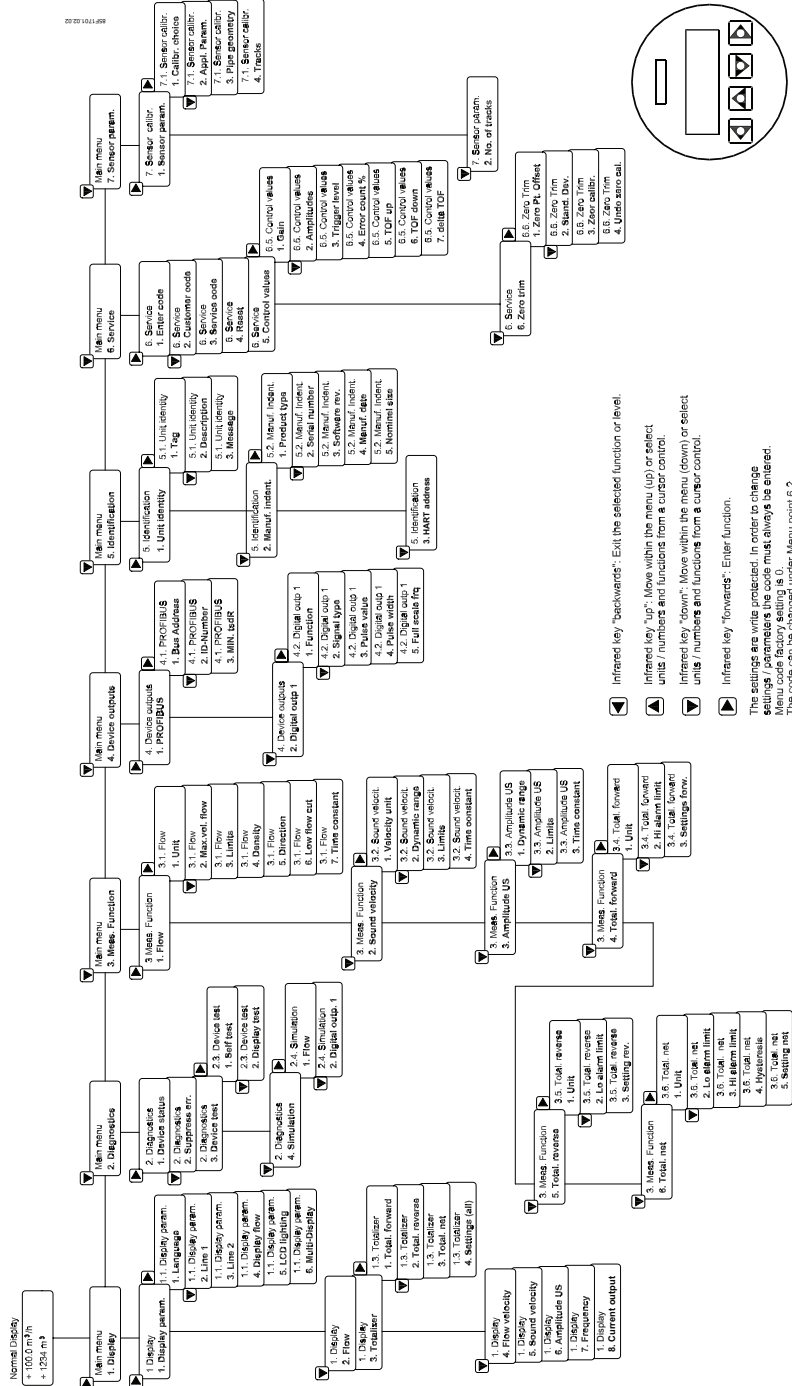 Normal Display
+ 100.0 m³/h
+ 1234 m³
Main menu
1. Display
1 Display
1. Display param.
1.1. Display param.
1. Language
1.1. Display param.
2. Line 1
1.1. Display param.
3. Line 2
1.1. Display param.
4. Display flow
1.1. Display param.
5. LCD lighting
1.1. Display param.
6. Multi-Display
1. Display
2. Flow
1. Display
3. Totalizer
1.3. Totalizer
1. Total. forward
1.3. Totalizer
2. Total. reverse
1.3. Totalizer
3. Total. net
1.3. Totalizer
4. Settings (all)
1. Display
4. Flow velocity
1. Display
5. Sound velocity
1. Display
6. Amplitude US
1. Display
7. Frequency
1. Display
8. Current output
Main menu
2. Diagnostics
2. Diagnostics
1. Device status
2. Diagnostics
2. Suppress err.
2. Diagnostics
3. Device test
2.3. Device test
1. Self test
2.3. Device test
2. Display test
2. Diagnostics
4. Simulation
2.4. Simulation
1. Flow
2.4. Simulation
2. Digital outp. 1
Main menu
3. Meas. Function
3 Meas. Function
1. Flow
3.1. Flow
1. Unit
3.1. Flow
2. Max.vol. flow
3.1. Flow
3. Limits
3.1. Flow
4. Density
3.1. Flow
5. Direction
3.1. Flow
6. Low flow cut
3.1. Flow
7. Time constant
3. Meas. Function
2. Sound velocity
3.2. Sound velocit.
1. Velocity unit
3.2. Sound velocit.
2. Dynamic range
3.2. Sound velocit.
3. Limits
3.2. Sound velocit.
4. Time constant
3. Meas. Function
3. Amplitude US
3.3. Amplitude US
1. Dynamic range
3.3. Amplitude US
2. Limits
3.3. Amplitude US
3. Time constant
3. Meas. Function
4. Total. forward
3.4. Total. forward
1. Unit
3.4. Total. forward
2. Hi alarm limit
3.4. Total. forward
3. Settings forw.
3. Meas. Function
5. Total. reverse
3.5. Total. reverse
1. Unit
3.5. Total. reverse
2. Lo alarm limit
3.5. Total. reverse
3. Setting rev.
3. Meas. Function
6. Total. net
3.6. Total. net
1. Unit
3.6. Total. net
2. Lo alarm limit
3.6. Total. net
3. Hi alarm limit
3.6. Total. net
4. Hysteresis
3.6. Total. net
5. Setting net
Main menu
4. Device outputs
4. Device outputs
1. PROFIBUS
4.1. PROFIBUS
1. Bus Address
4.1. PROFIBUS
2. ID-Number
4.1. PROFIBUS
3. MIN. tsdR
4. Device outputs
2. Digital outp 1
4.2. Digital outp 1
1. Function
4.2. Digital outp 1
2. Signal type
4.2. Digital outp 1
3. Pulse value
4.2. Digital outp 1
4. Pulse width
4.2. Digital outp 1
5. Full scale frq
Main menu
5. Identification
5. Identification
1. Unit identity
5.1. Unit identity
1. Tag
5.1. Unit identity
2. Description
5.1. Unit identity
3. Message
5. Identification
2. Manuf. indent.
5.2. Manuf. Indent.
1. Product type
5.2. Manuf. Indent.
2. Serial number
5.2. Manuf. Indent.
3. Software rev.
5.2. Manuf. Indent.
4. Manuf. date
5.2. Manuf. Indent.
5. Nominel size
5. Identification
3. HART address
Main menu
6. Service
6. Service
1. Enter code
6. Service
2. Customer code
6. Service
3. Service code
6. Service
4. Reset
6. Service
5. Control values
6.5. Control values
1. Gain
6.5. Control values
2. Amplitudes
6.5. Control values
3. Trigger level
6.5. Control values
4. Error count %
6.5. Control values
5. TOF up
6.5. Control values
6. TOF down
6.5. Control values
7. delta TOF
6. Service
6. Zero trim
6.6. Zero Trim
1. Zero Pt. Offset
6.6. Zero Trim
2. Stand. Dev.
6.6. Zero Trim
3. Zoor calibr.
6.6. Zero Trim
4. Undo zero cal.
Main menu
7. Sensor param.
7. Sensor calibr.
1. Sensor param.
7.1. Sensor calibr.
1. Calibr. choice
7.1. Sensor calibr.
2. Appl. Param.
7.1. Sensor calibr.
3. Pipe geometry
7.1. Sensor calibr.
4. Tracks
7. Sensor param.
2. No. of tracks
Infrared key "backwards": Exit the selected function or level.
Infrared key "up": Move within the menu (up) or select
units / numbers and functions from a cursor control.
Infrared key "down": Move within the menu (down) or select
units / numbers and functions from a cursor control.
Infrared key "forwards": Enter function.
The settings are write protected. In order to change
settings / parameters the code must always be entered.
Menu code factory setting is 0.
The code can be changed under Menu point 6.2
85F1701.02.02